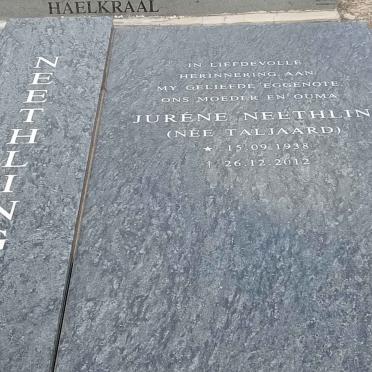 HAELKRAAL
NEETHLING
IN LIEFDEVOLLE
HERINNERING AAN
MY GELIEFDE EGGENOTE,
ONS MOEDER EN OUMA
JURÉNE NEETHLIN
(NÉE TALJAARD)
★ 15.09.1938
† 26.12.2012